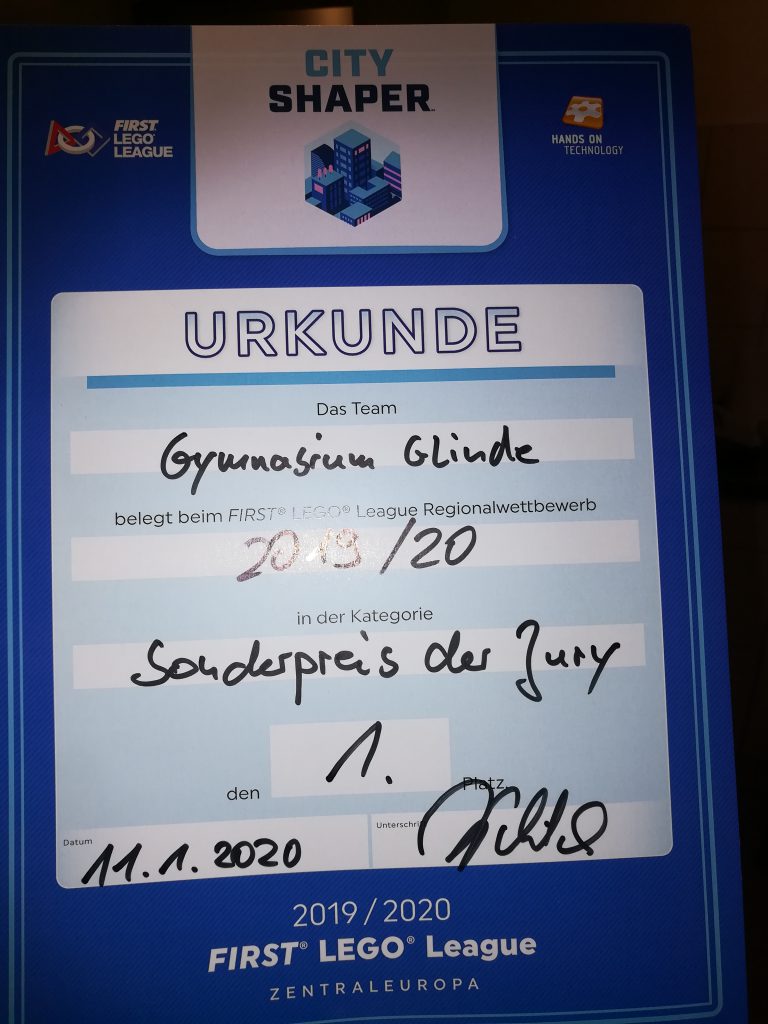 CITY
SHAPER™
FIRST
LEGO
LEAGUE
HANDS ON
TECHNOLOGY
URKUNDE
Das Team
Gymnasium Glinde
belegt beim FIRST® LEGO® League Regionalwettbewerb
2019/20
in der Kategorie
Sonderpreis der Jury
den 1. Platz
Datum
11.1.2020
2019/2020
FIRST® LEGO® League
ZENTRALEUROPA